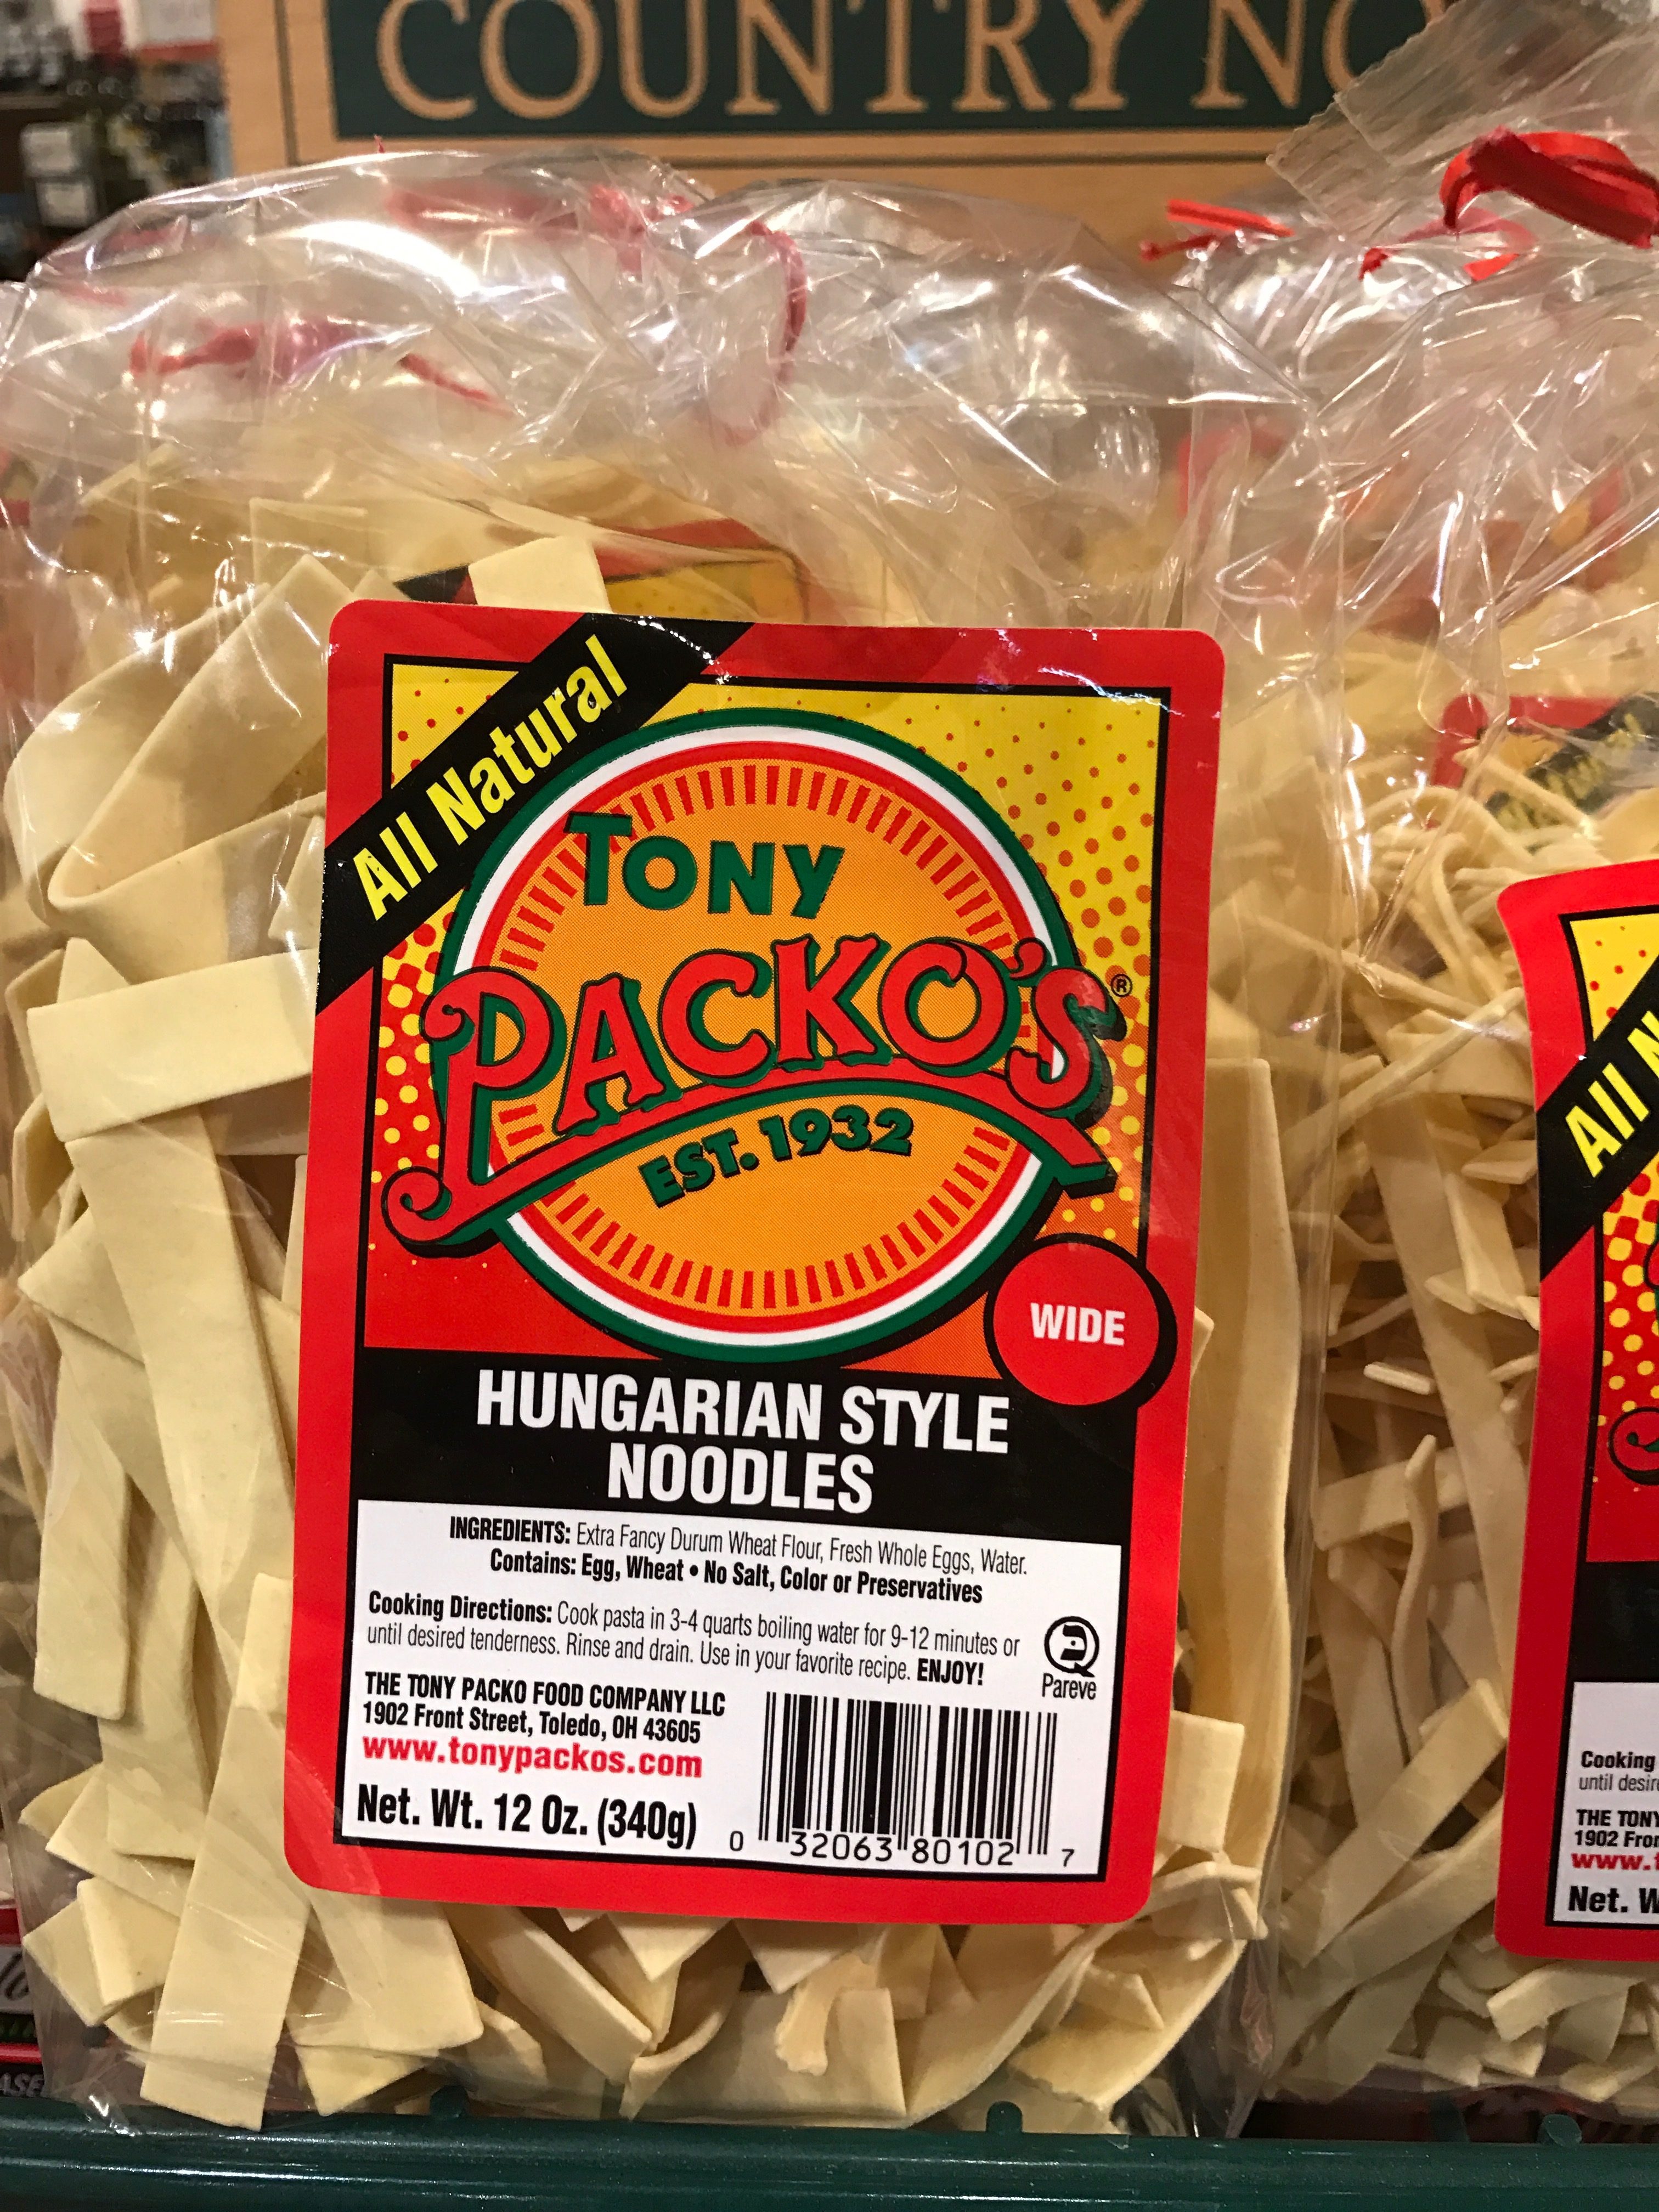 COUNTRY NO
All Natural
TONY
PACKO'S®
EST. 1932
WIDE
HUNGARIAN STYLE
NOODLES
INGREDIENTS: Extra Fancy Durum Wheat Flour, Fresh Whole Eggs, Water.
Contains: Egg, Wheat • No Salt, Color or Preservatives
Cooking Directions: Cook pasta in 3-4 quarts boiling water for 9-12 minutes or
until desired tenderness. Rinse and drain. Use in your favorite recipe. ENJOY!
Pareve
THE TONY PACKO FOOD COMPANY LLC
1902 Front Street, Toledo, OH 43605
www.tonypackos.com
Net. Wt. 12 Oz. (340g)
0 32063 80102 7
All N
Cooking
until desire
THE TONY
1902 Fron
www.t
Net. W